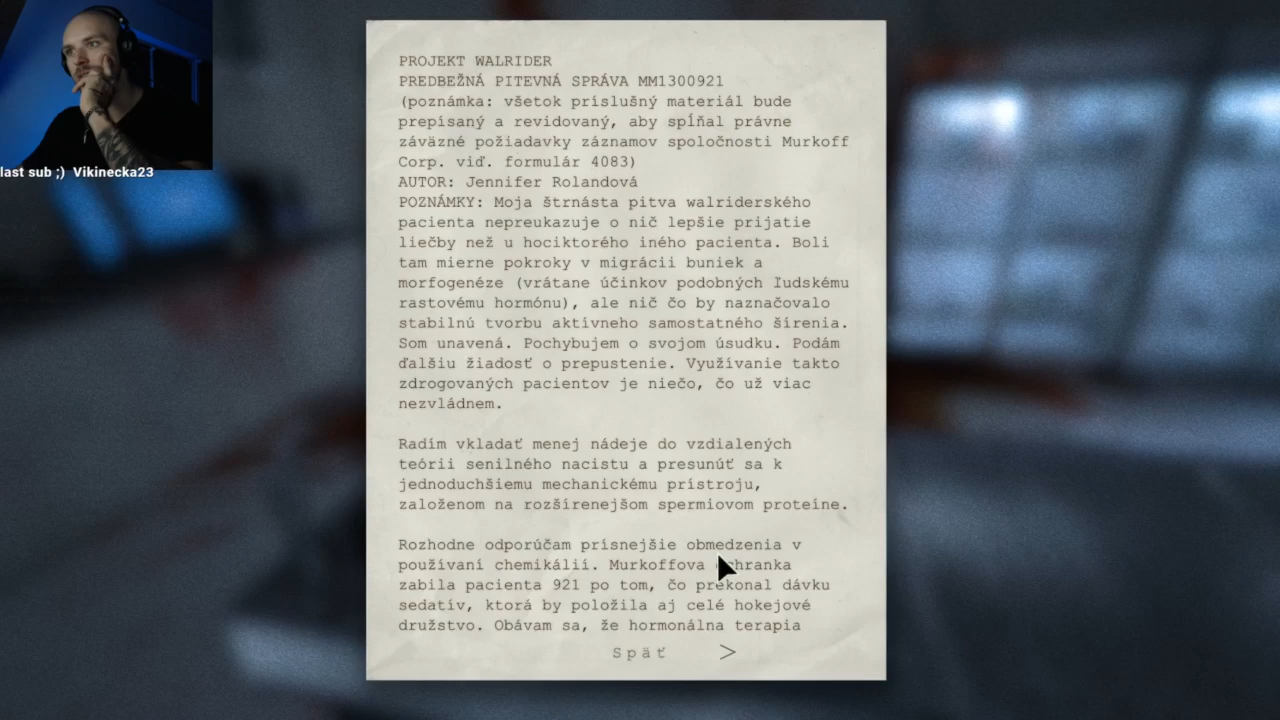 last sub ;) Vikinecka23
PROJEKT WALRIDER
PREDBEŽNÁ PITEVNÁ SPRÁVA MM1300921
(poznámka: všetok príslušný materiál bude
prepísaný a revidovaný, aby spĺňal právne
záväzné požiadavky záznamov spoločnosti Murkoff
Corp. viď. formulár 4083)
AUTOR: Jennifer Rolandová
POZNÁMKY: Moja štrnásta pitva walriderského
pacienta nepreukazuje o nič lepšie prijatie
liečby než u hociktorého iného pacienta. Boli
tam mierne pokroky v migrácii buniek a
morfogenéze (vrátane účinkov podobných ľudskému
rastovému hormónu), ale nič čo by naznačovalo
stabilnú tvorbu aktívneho samostatného šírenia.
Som unavená. Pochybujem o svojom úsudku. Podám
ďalšiu žiadosť o prepustenie. Využívanie takto
zdrogovaných pacientov je niečo, čo už viac
nezvládnem.
Radím vkladať menej nádeje do vzdialených
teórii senilného nacistu a presunúť sa k
jednoduchšiemu mechanickému prístroju,
založenom na rozšírenejšom spermiovom proteíne.
Rozhodne odporúčam prísnejšie obmedzenia v
používaní chemikálií. Murkoffova ochranka
zabila pacienta 921 po tom, čo prekonal dávku
sedatív, ktorá by položila aj celé hokejové
družstvo. Obávam sa, že hormonálna terapia
Späť >